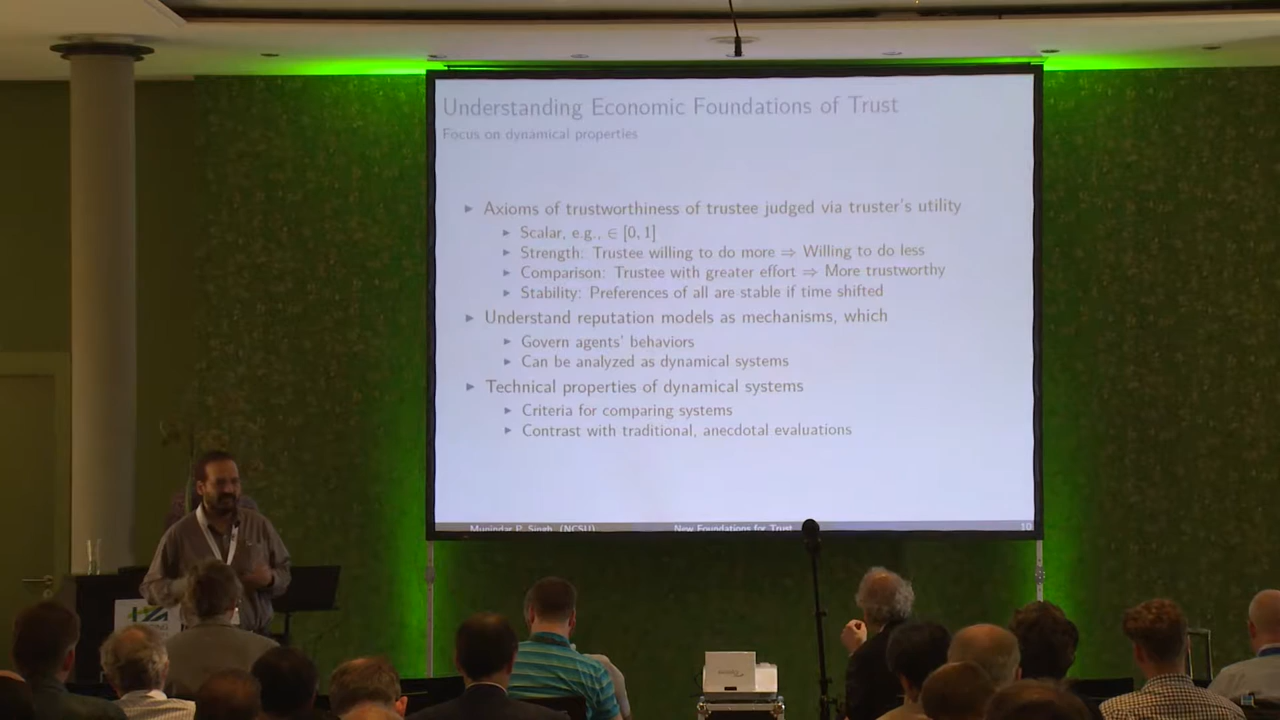 Understanding Economic Foundations of Trust
Focus on dynamical properties
▶ Axioms of trustworthiness of trustee judged via truster's utility
▶ Scalar, e.g., ∈ [0, 1]
▶ Strength: Trustee willing to do more ⇒ Willing to do less
▶ Comparison: Trustee with greater effort ⇒ More trustworthy
▶ Stability: Preferences of all are stable if time shifted
▶ Understand reputation models as mechanisms, which
▶ Govern agents' behaviors
▶ Can be analyzed as dynamical systems
▶ Technical properties of dynamical systems
▶ Criteria for comparing systems
▶ Contrast with traditional, anecdotal evaluations
Munindar P. Singh (NCSU) New Foundations for Trust 10